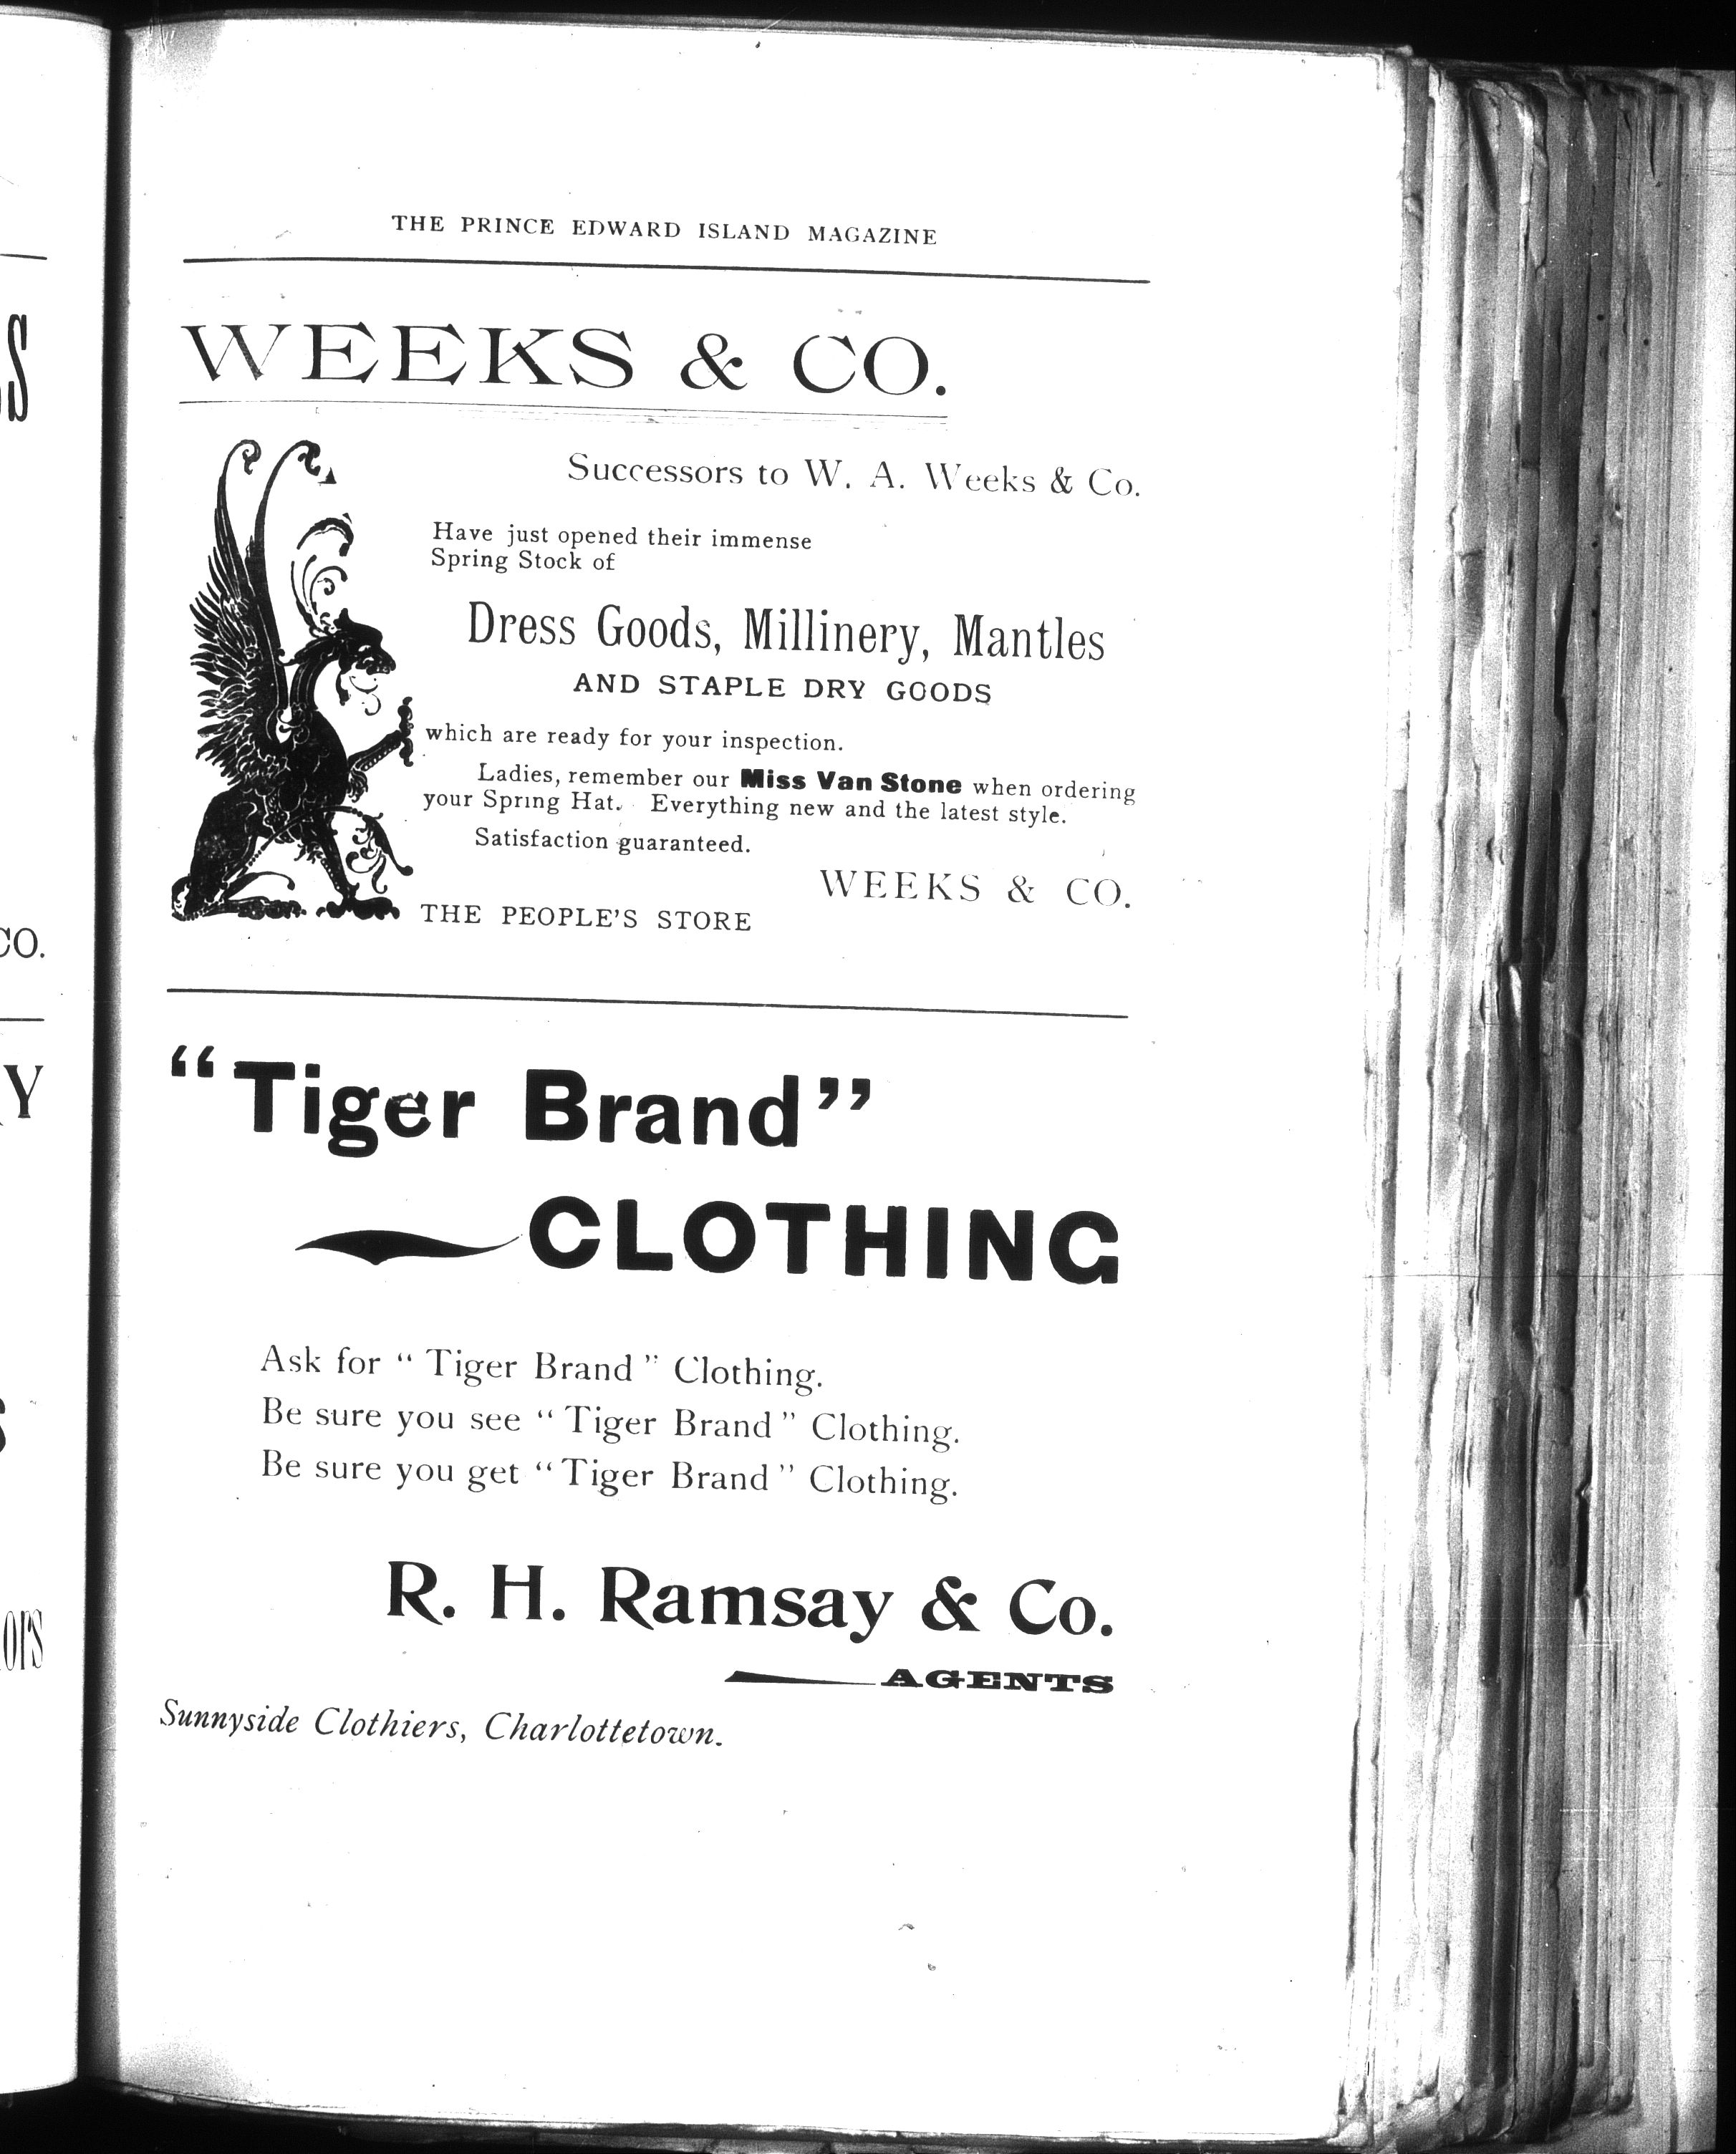 THE PRINCE EDWARD ISLAND MAGAZINE
WEEKS & CO.
Successors to W. A. Weeks & Co.
Have just opened their immense
Spring Stock of
Dress Goods, Millinery, Mantles
AND STAPLE DRY GOODS
which are ready for your inspection.
Ladies, remember our Miss Van Stone when ordering
your Spring Hat. Everything new and the latest style.
Satisfaction guaranteed.
WEEKS & CO.
THE PEOPLE'S STORE
"Tiger Brand"
CLOTHING
Ask for "Tiger Brand" Clothing.
Be sure you see "Tiger Brand" Clothing.
Be sure you get "Tiger Brand" Clothing.
R. H. Ramsay & Co.
AGENTS
Sunnyside Clothiers, Charlottetown.